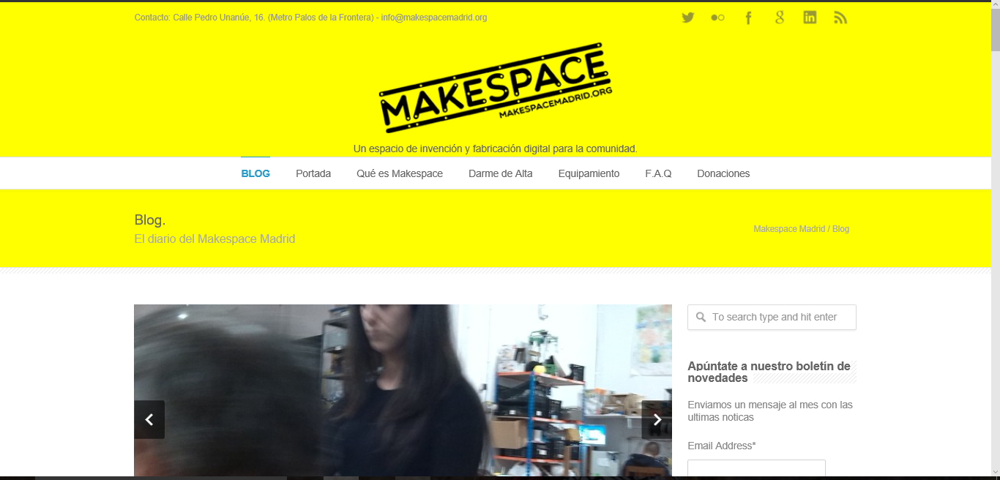 Contacto: Calle Pedro Unanúe, 16. (Metro Palos de la Frontera) - info@makespacemadrid.org
MAKESPACE
MAKESPACEMADRID.ORG
Un espacio de invención y fabricación digital para la comunidad.
BLOG Portada Qué es Makespace Darme de Alta Equipamiento F.A.Q Donaciones
Blog.
El diario del Makespace Madrid
Makespace Madrid / Blog
To search type and hit enter
Apúntate a nuestro boletín de
novedades
Enviamos un mensaje al mes con las
ultimas noticas
Email Address*